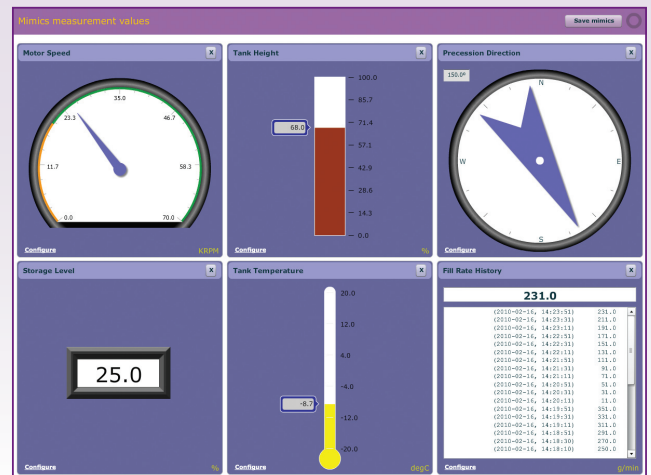 Mimics measurement values
Save mimics
Motor Speed X
35.0
23.3 46.7
11.7 58.3
0.0 70.0
Configure KRPM
Tank Height X
100.0
85.7
71.4
68.0
57.1
42.9
28.6
14.3
0.0
Configure %
Precession Direction X
150.0º
N
W E
S
Configure
Storage Level X
25.0
Configure %
Tank Temperature X
20.0
12.0
4.0
-4.0
-8.7
-12.0
-20.0
Configure degC
Fill Rate History X
231.0
(2010-02-16, 14:23:51) 231.0
(2010-02-16, 14:23:31) 211.0
(2010-02-16, 14:23:11) 191.0
(2010-02-16, 14:22:51) 171.0
(2010-02-16, 14:22:31) 151.0
(2010-02-16, 14:22:11) 131.0
(2010-02-16, 14:21:51) 111.0
(2010-02-16, 14:21:31) 91.0
(2010-02-16, 14:21:11) 71.0
(2010-02-16, 14:20:51) 51.0
(2010-02-16, 14:20:31) 31.0
(2010-02-16, 14:20:11) 11.0
(2010-02-16, 14:19:51) 351.0
(2010-02-16, 14:19:31) 331.0
(2010-02-16, 14:19:11) 311.0
(2010-02-16, 14:18:51) 291.0
(2010-02-16, 14:18:30) 270.0
(2010-02-16, 14:18:10) 250.0
Configure g/min